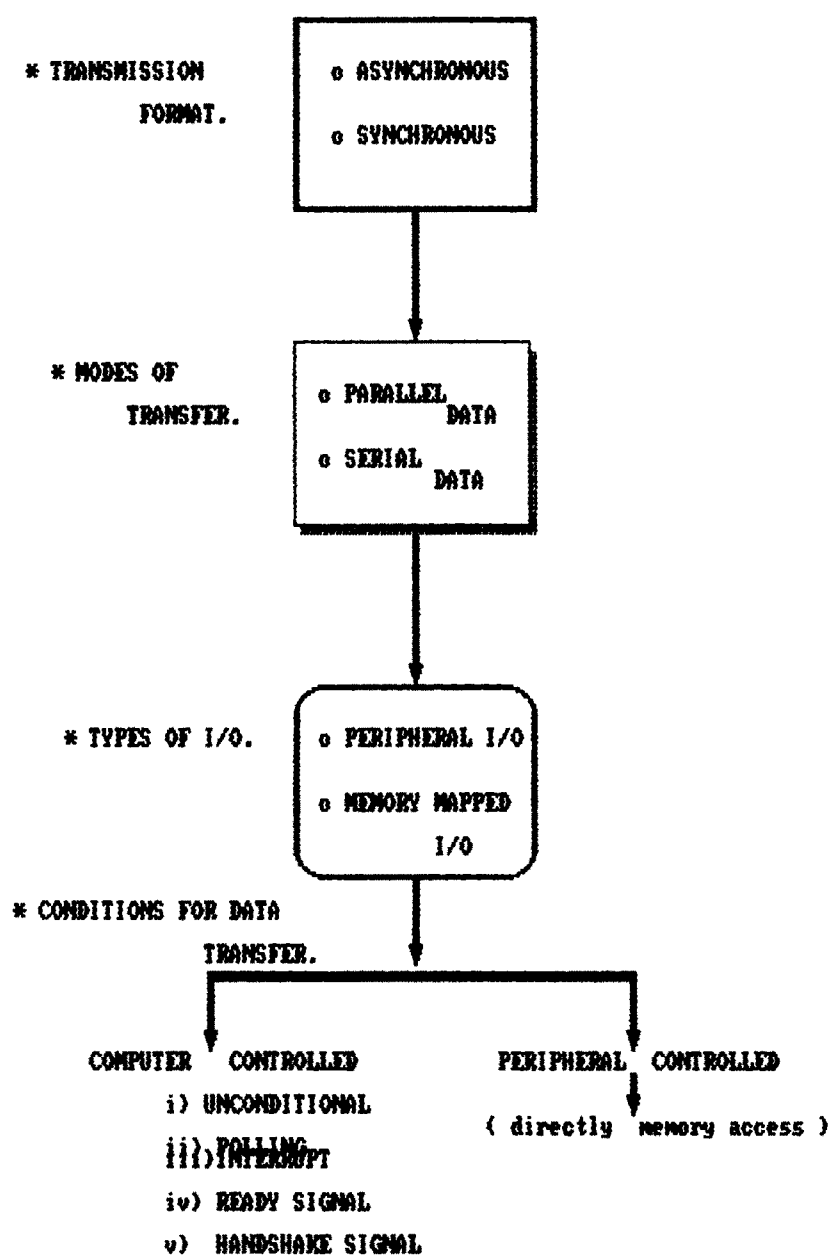 * TRANSMISSION
FORMAT.
o ASYNCHRONOUS
o SYNCHRONOUS
* MODES OF
TRANSFER.
o PARALLEL
DATA
o SERIAL
DATA
* TYPES OF I/O.
o PERIPHERAL I/O
o MEMORY MAPPED
I/O
* CONDITIONS FOR DATA
TRANSFER.
COMPUTER CONTROLLED
i) UNCONDITIONAL
ii) POLLING
iii) INTERRUPT
iv) READY SIGNAL
v) HANDSHAKE SIGNAL
PERIPHERAL CONTROLLED
( directly memory access )